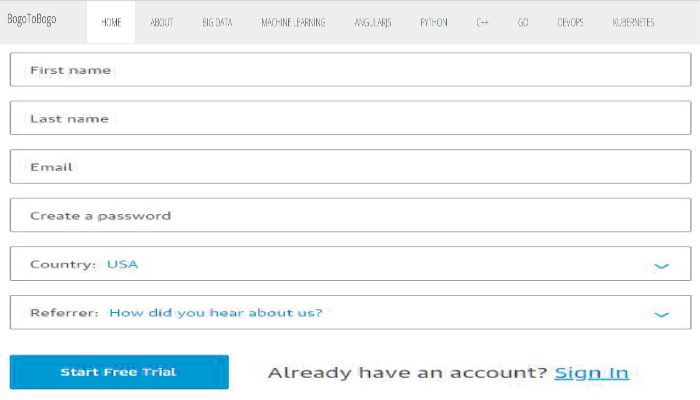 BogoToBogo HOME ABOUT BIG DATA MACHINE LEARNING ANGULARJS PYTHON C++ GO DEVOPS KUBERNETES
First name
Last name
Email
Create a password
Country: USA
Referrer: How did you hear about us?
Start Free Trial Already have an account? Sign In